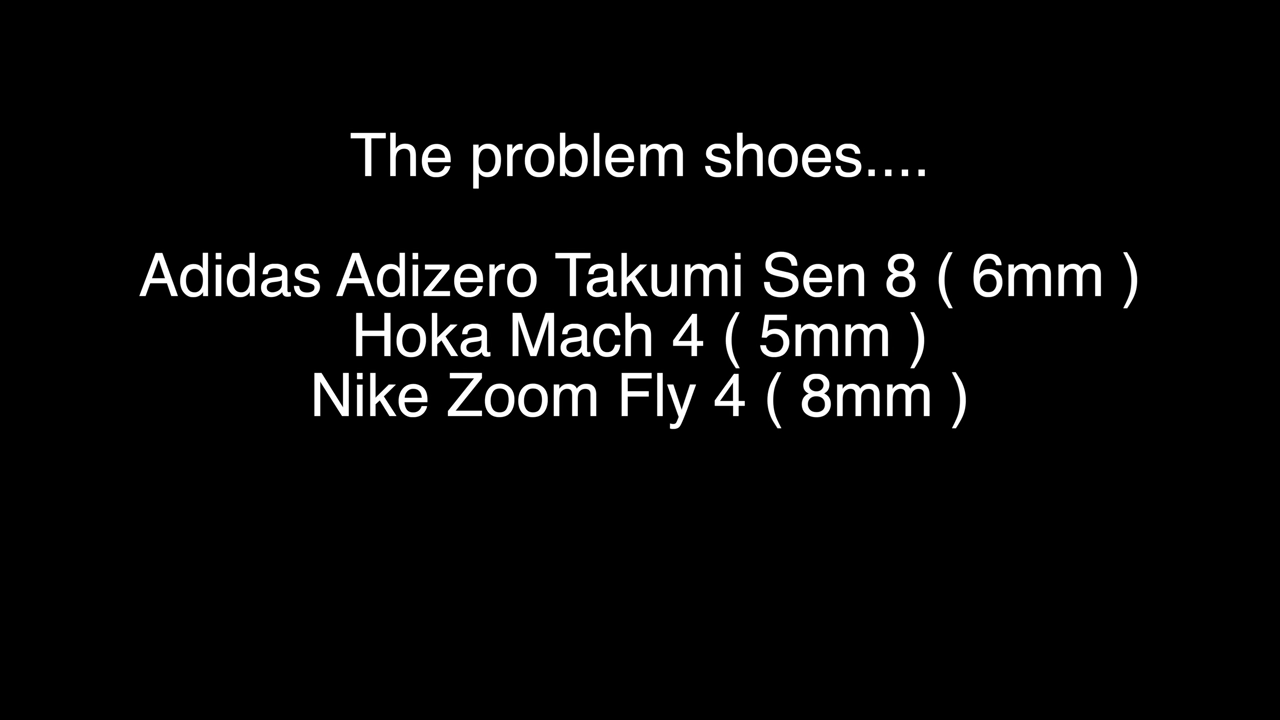 The problem shoes....
Adidas Adizero Takumi Sen 8 ( 6mm )
Hoka Mach 4 ( 5mm )
Nike Zoom Fly 4 ( 8mm )